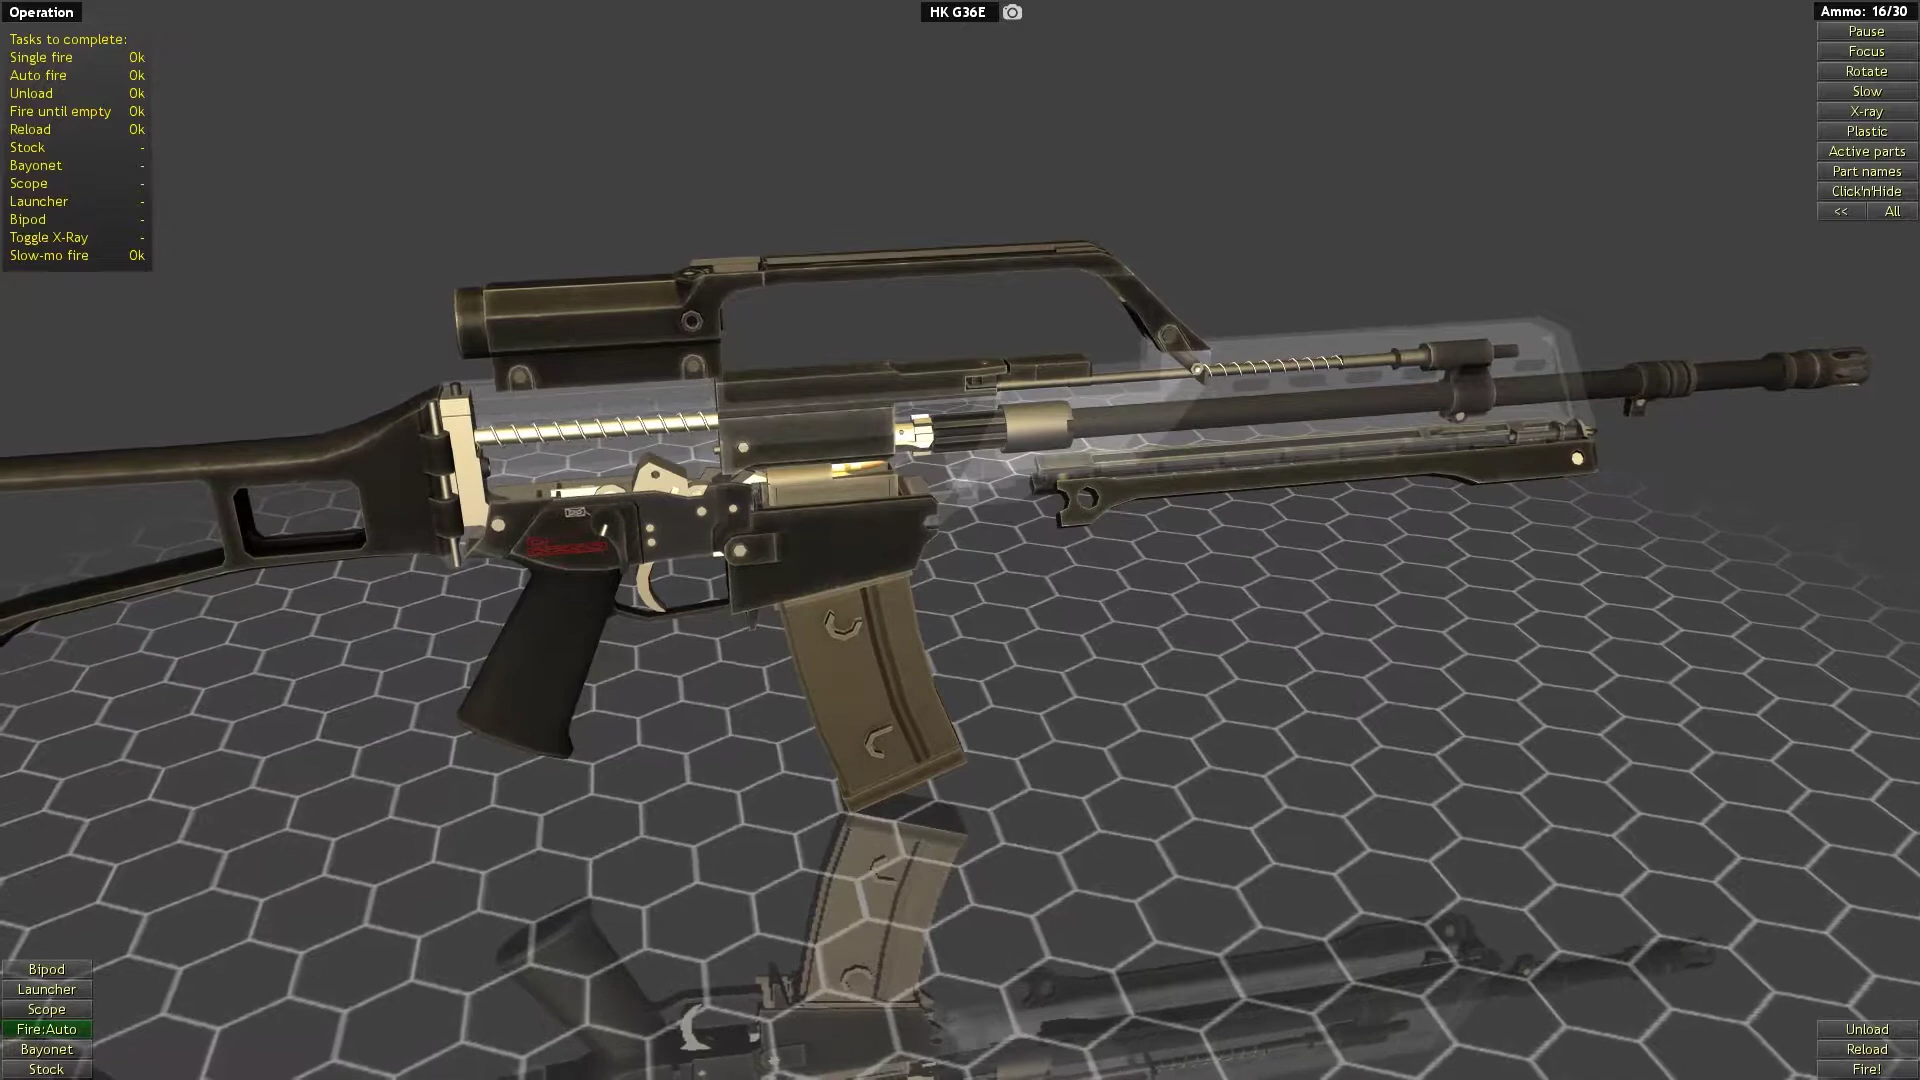 Operation
HK G36E
Ammo: 16/30
Tasks to complete:
Single fire Ok
Auto fire Ok
Unload Ok
Fire until empty Ok
Reload Ok
Stock -
Bayonet -
Scope -
Launcher -
Bipod -
Toggle X-Ray -
Slow-mo fire Ok
Pause
Focus
Rotate
Slow
X-ray
Plastic
Active parts
Part names
Click'n'Hide
<< All
Bipod
Launcher
Scope
Fire:Auto
Bayonet
Stock
Unload
Reload
Fire!